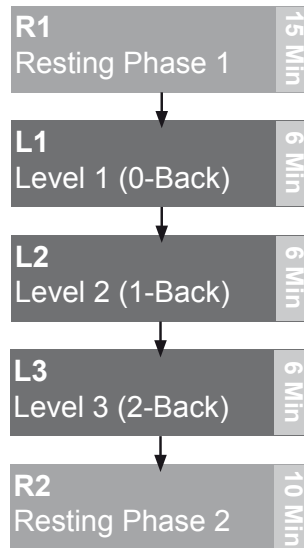 R1
Resting Phase 1
15 Min
L1
Level 1 (0-Back)
6 Min
L2
Level 2 (1-Back)
6 Min
L3
Level 3 (2-Back)
6 Min
R2
Resting Phase 2
10 Min